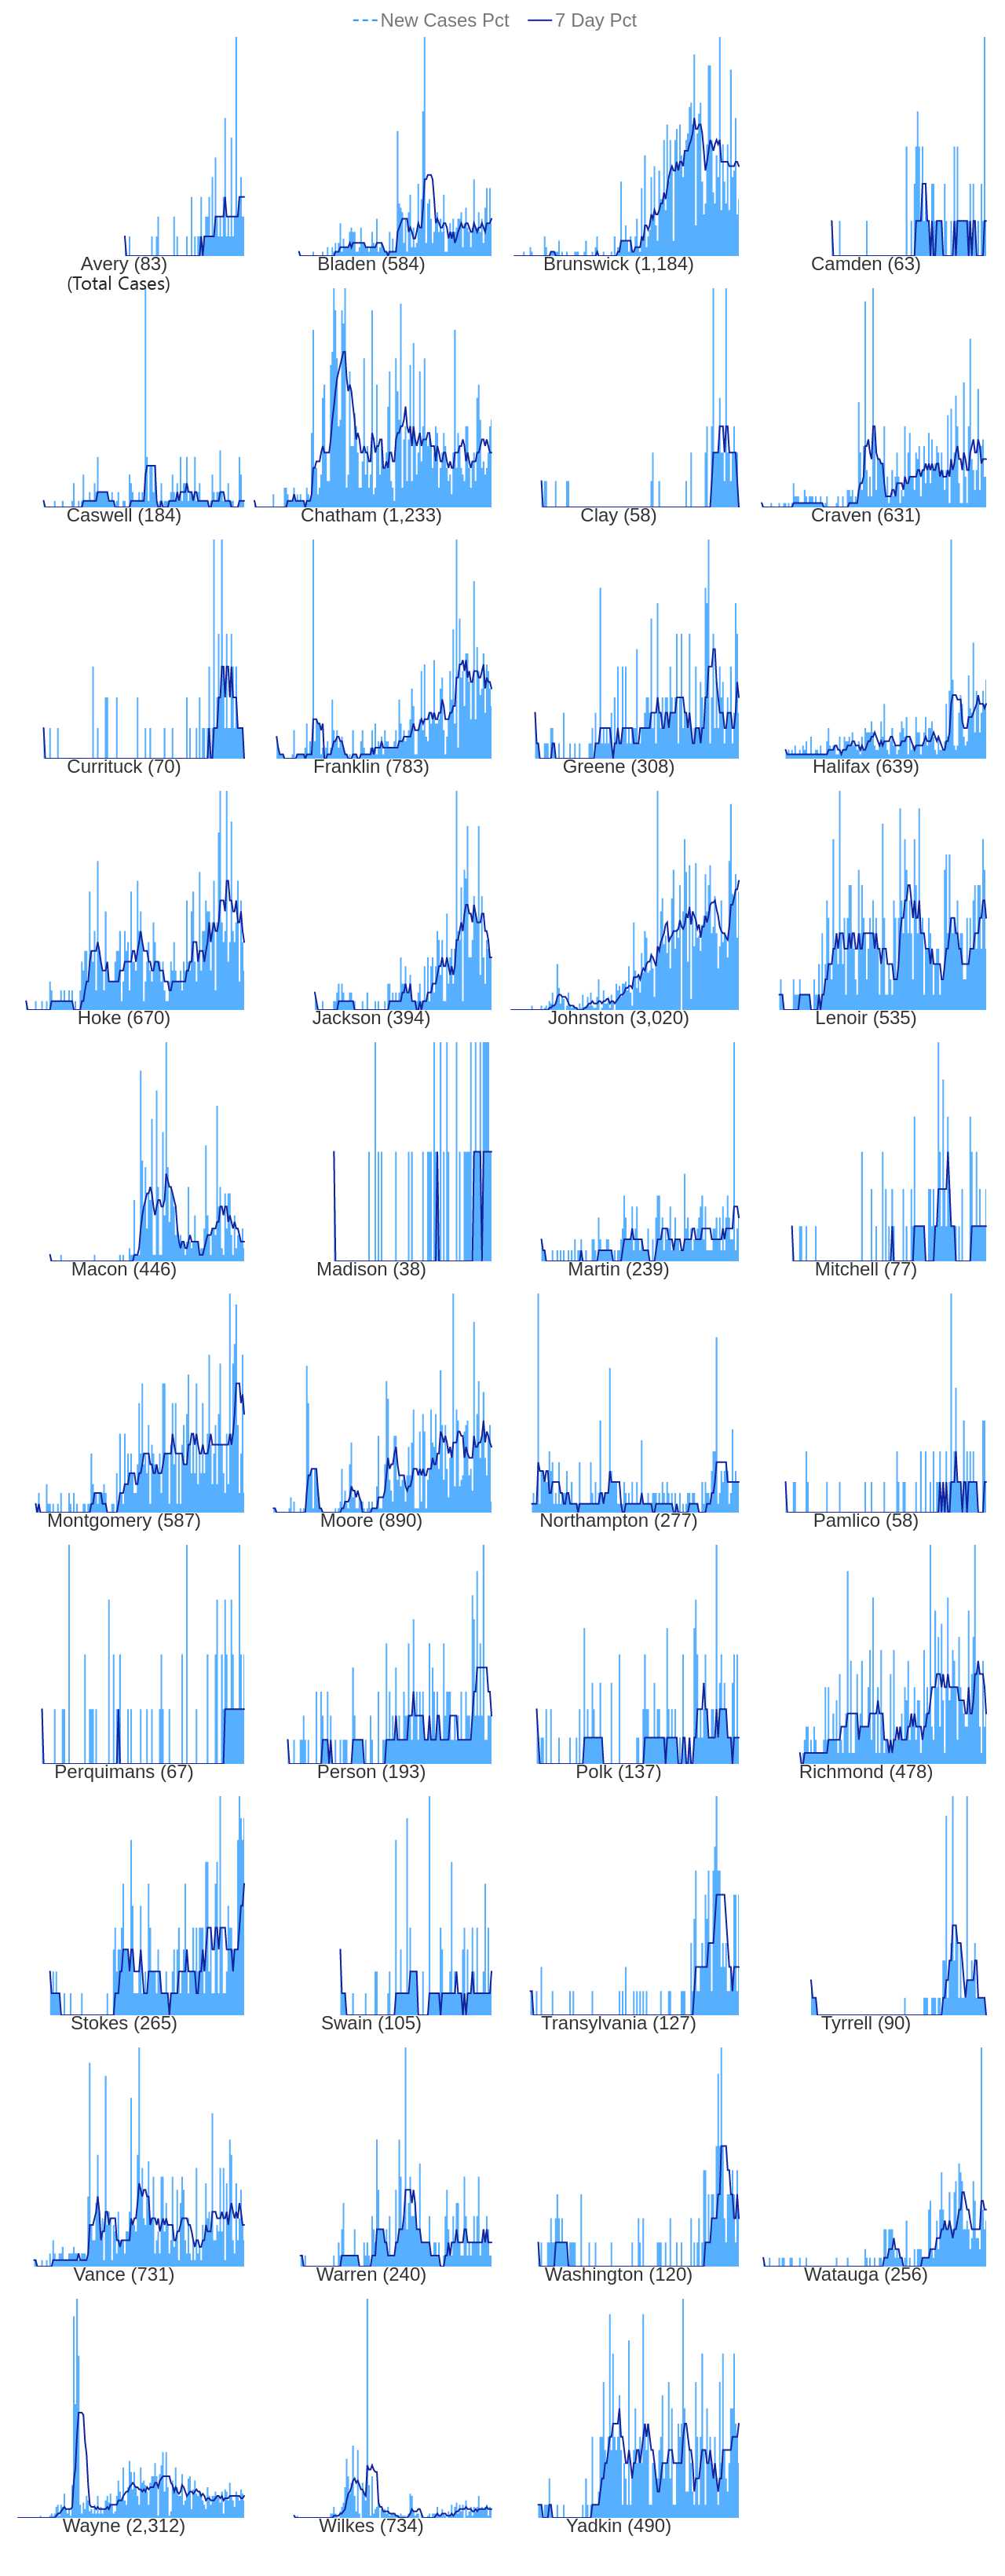 New Cases Pct 7 Day Pct
Avery (83) Bladen (584) Brunswick (1,184) Camden (63)
(Total Cases)
Caswell (184) Chatham (1,233) Clay (58) Craven (631)
Currituck (70) Franklin (783) Greene (308) Halifax (639)
Hoke (670) Jackson (394) Johnston (3,020) Lenoir (535)
Macon (446) Madison (38) Martin (239) Mitchell (77)
Montgomery (587) Moore (890) Northampton (277) Pamlico (58)
Perquimans (67) Person (193) Polk (137) Richmond (478)
Stokes (265) Swain (105) Transylvania (127) Tyrrell (90)
Vance (731) Warren (240) Washington (120) Watauga (256)
Wayne (2,312) Wilkes (734) Yadkin (490)